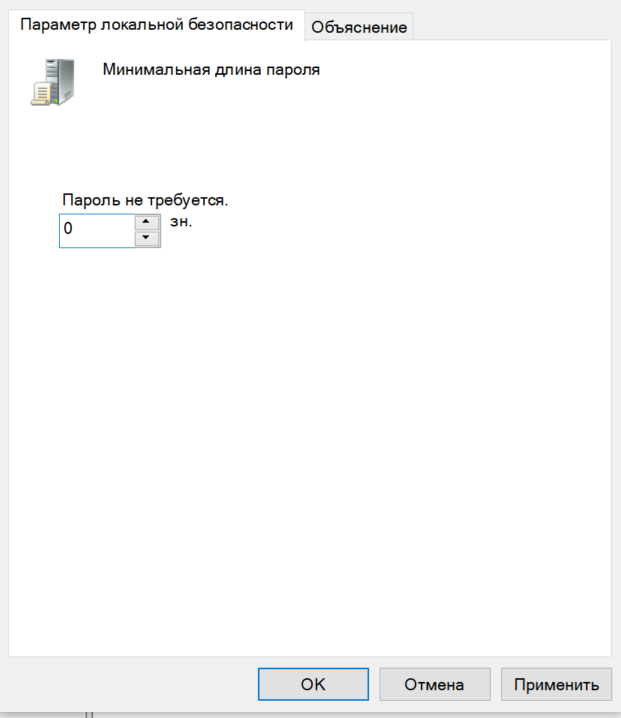 Параметр локальной безопасности
Объяснение
Минимальная длина пароля
Пароль не требуется.
0
зн.
OK
Отмена
Применить